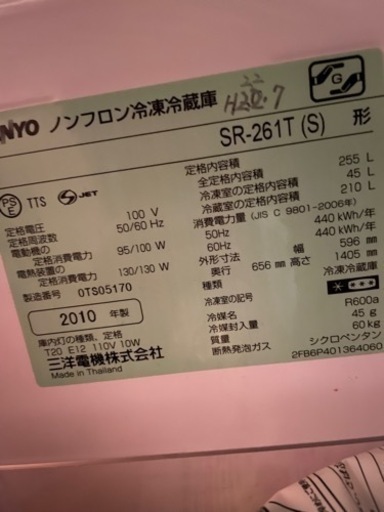 NYO ノンフロン冷凍冷蔵庫
22
H20.7
G
SR-261T (S) 形
PS E TTS S JET
定格電圧 100 V
定格周波数 50/60 Hz
電動機の定格消費電力 95/100 W
電熱装置の定格消費電力 130/130 W
製造番号 0TS05170
2010 年製
庫内灯の種類、定格
T20 E12 110V 10W
三洋電機株式会社
Made in Thailand
定格内容積
全定格内容積 255 L
冷凍室の定格内容積 45 L
冷蔵室の定格内容積 210 L
消費電力量 (JIS C 9801-2006年)
50Hz 440 kWh/年
60Hz 440 kWh/年
外形寸法 幅 596 mm
奥行 656 mm 高さ 1405 mm
種類 冷凍冷蔵庫
冷凍室の記号
冷媒名 R600a
冷媒封入量 45 g
質量 60 kg
断熱発泡ガス シクロペンタン
2FB6P401364060